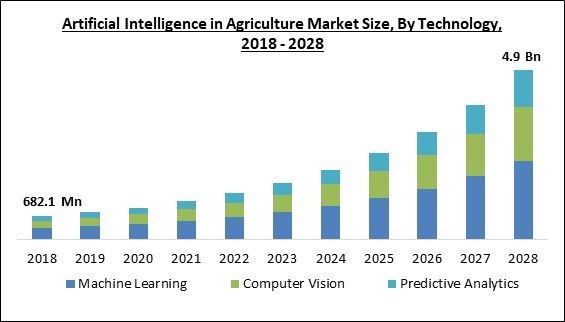 Artificial Intelligence in Agriculture Market Size, By Technology,
2018 - 2028
4.9 Bn
682.1 Mn
2018 2019 2020 2021 2022 2023 2024 2025 2026 2027 2028
Machine Learning Computer Vision Predictive Analytics